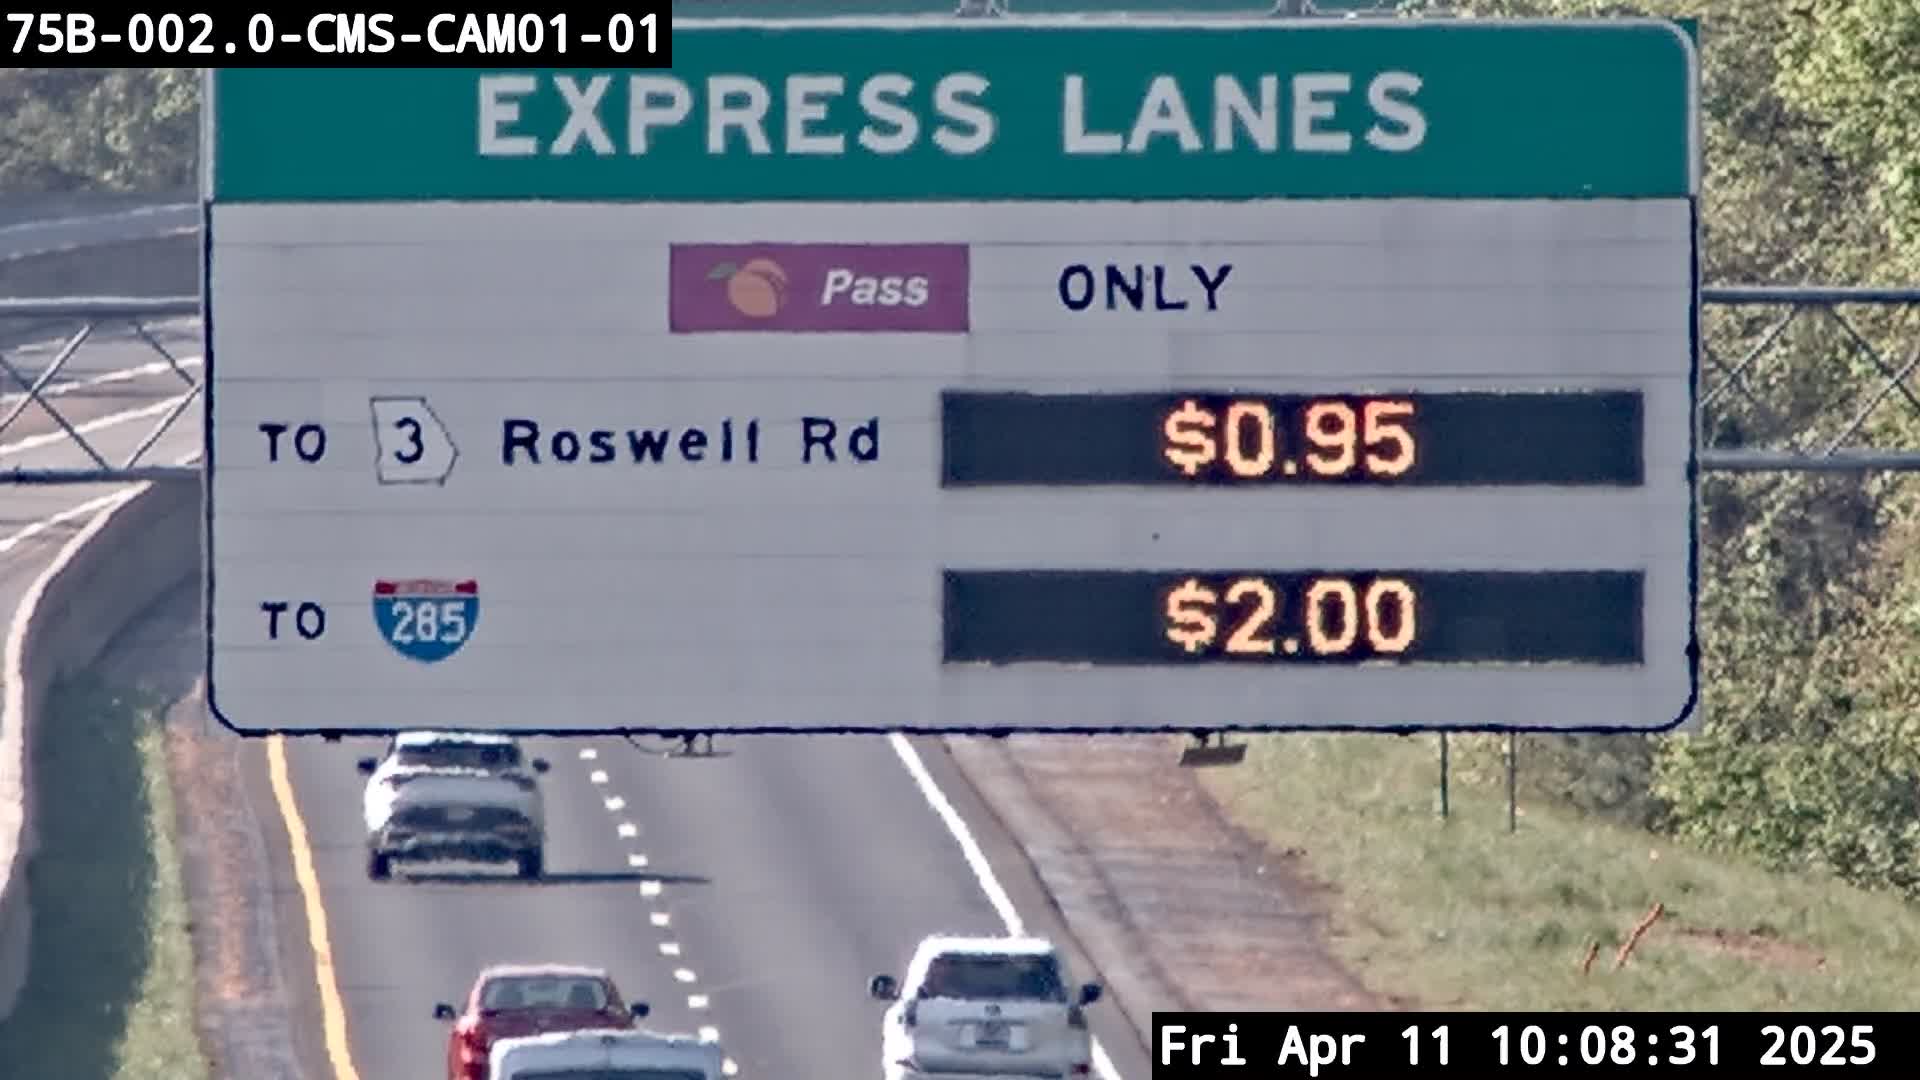 75B-002.0-CMS-CAM01-01
EXPRESS LANES
Pass ONLY
TO 3 Roswell Rd $0.95
TO 285 $2.00
Fri Apr 11 10:08:31 2025